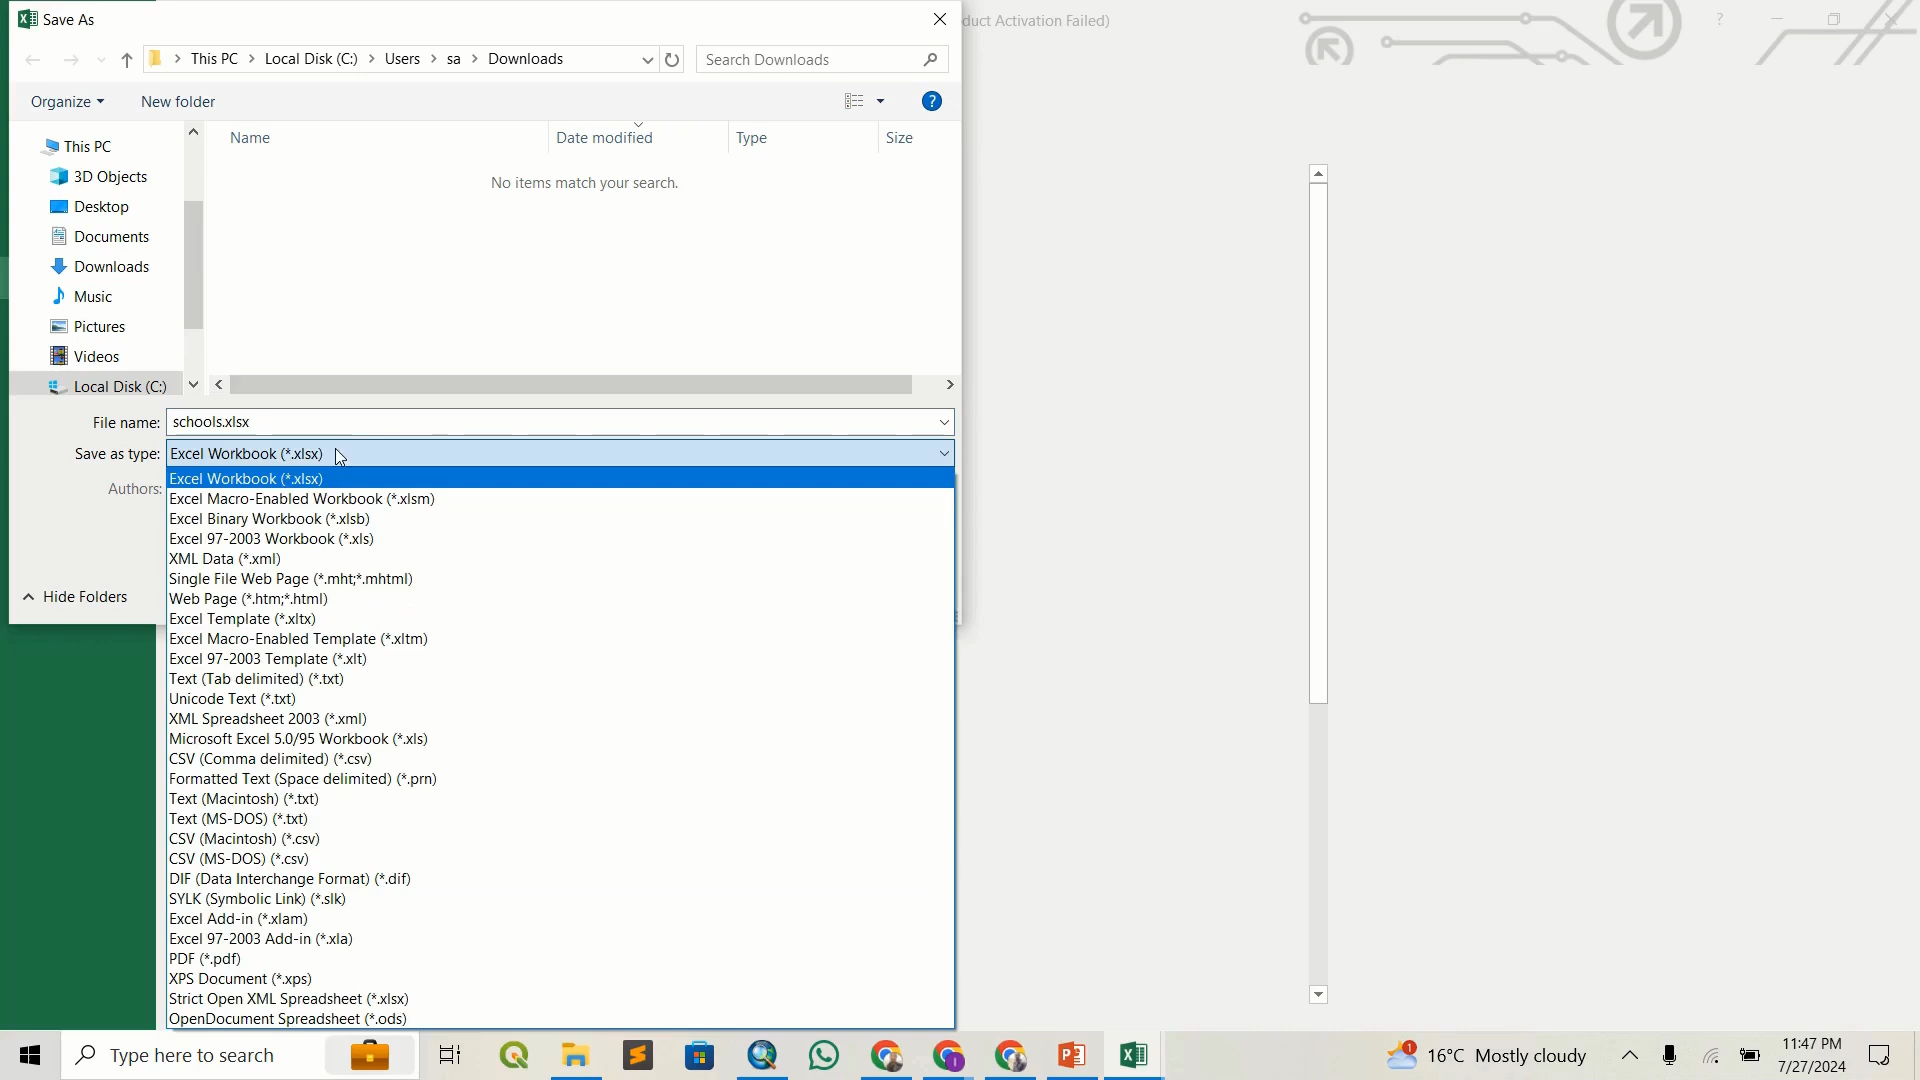 Save As
duct Activation Failed)
?
This PC
Local Disk (C:)
Users
sa
Downloads
Search Downloads
Organize
New folder
?
Name
Date modified
Type
Size
No items match your search.
This PC
3D Objects
Desktop
Documents
Downloads
Music
Pictures
Videos
Local Disk (C:)
File name: schools.xlsx
Save as type: Excel Workbook (*.xlsx)
Authors:
Hide Folders
Excel Workbook (*.xlsx)
Excel Macro-Enabled Workbook (*.xlsm)
Excel Binary Workbook (*.xlsb)
Excel 97-2003 Workbook (*.xls)
XML Data (*.xml)
Single File Web Page (*.mht;*.mhtml)
Web Page (*.htm;*.html)
Excel Template (*.xltx)
Excel Macro-Enabled Template (*.xltm)
Excel 97-2003 Template (*.xlt)
Text (Tab delimited) (*.txt)
Unicode Text (*.txt)
XML Spreadsheet 2003 (*.xml)
Microsoft Excel 5.0/95 Workbook (*.xls)
CSV (Comma delimited) (*.csv)
Formatted Text (Space delimited) (*.prn)
Text (Macintosh) (*.txt)
Text (MS-DOS) (*.txt)
CSV (Macintosh) (*.csv)
CSV (MS-DOS) (*.csv)
DIF (Data Interchange Format) (*.dif)
SYLK (Symbolic Link) (*.slk)
Excel Add-in (*.xlam)
Excel 97-2003 Add-in (*.xla)
PDF (*.pdf)
XPS Document (*.xps)
Strict Open XML Spreadsheet (*.xlsx)
OpenDocument Spreadsheet (*.ods)
Type here to search
1
16°C Mostly cloudy
11:47 PM
7/27/2024